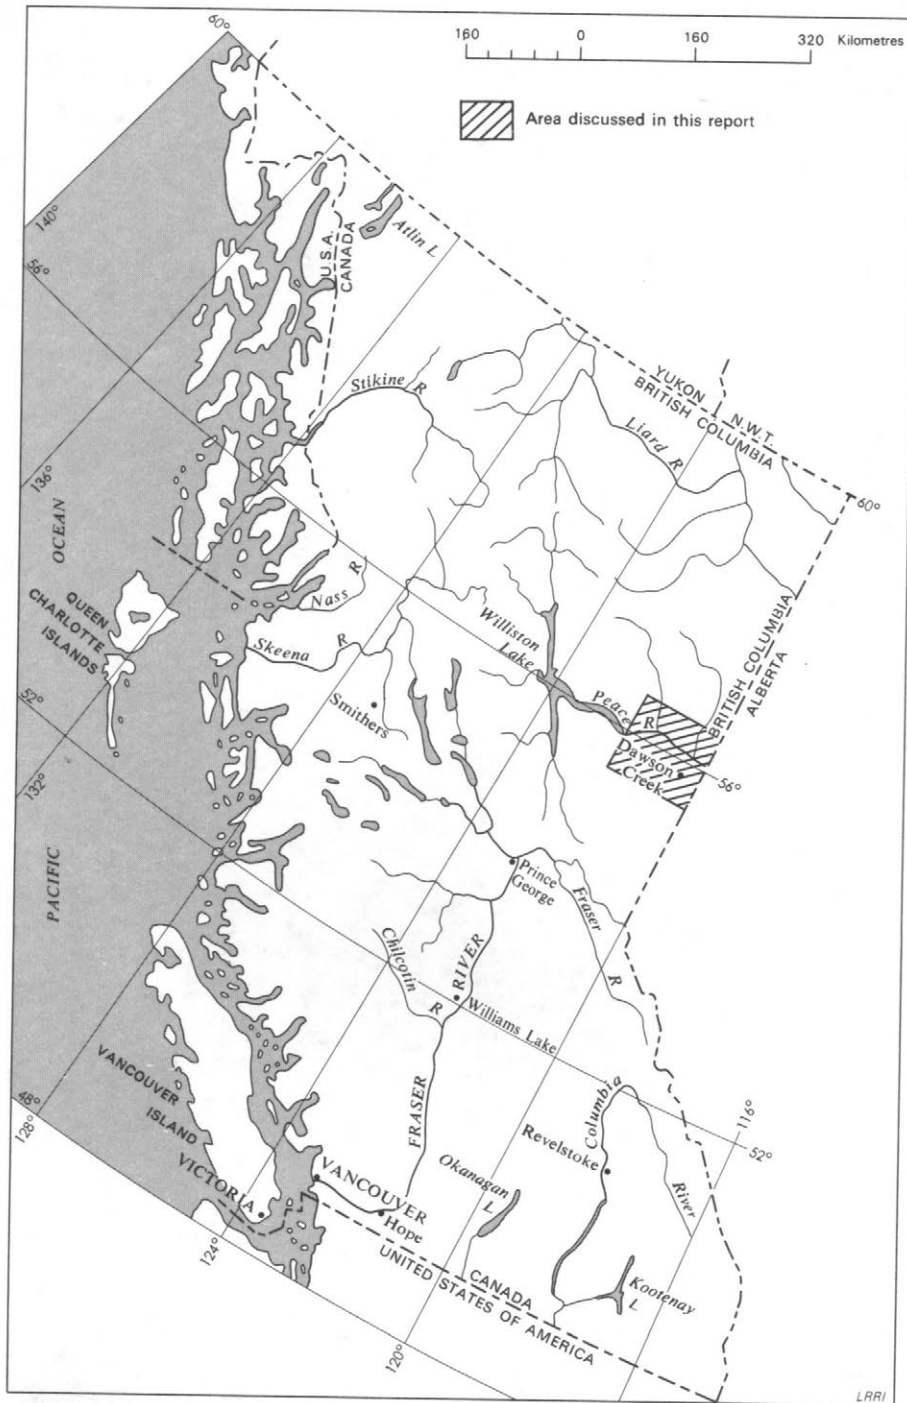 160 0 160 320 Kilometres
Area discussed in this report
60°
140°
56°
136°
52°
132°
48°
128°
124°
120°
116°
52°
56°
60°
Atlin L
U.S.A.
CANADA
Stikine R
YUKON N.W.T.
BRITISH COLUMBIA
Liard R
PACIFIC OCEAN
QUEEN
CHARLOTTE
ISLANDS
Nass R
Skeena R
Smithers
Williston
Lake
Peace R
BRITISH COLUMBIA
ALBERTA
Dawson
Creek
Prince
George
Fraser R
Chilcotin R
FRASER RIVER
Williams Lake
VANCOUVER
ISLAND
VICTORIA
VANCOUVER
Hope
Okanagan
L
Revelstoke
Columbia River
Kootenay
L
CANADA
UNITED STATES OF AMERICA
LRRI